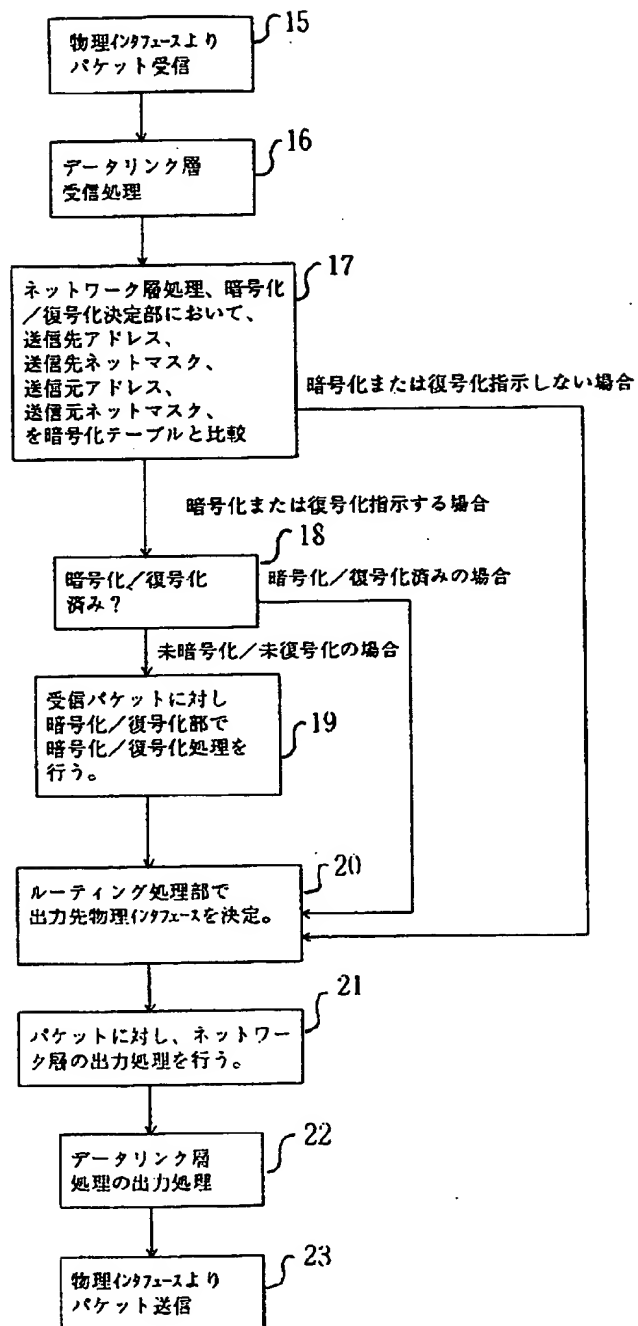 物理インタフェースより
パケット受信
15
データリンク層
受信処理
16
ネットワーク層処理、暗号化
/復号化決定部において、
送信先アドレス、
送信先ネットマスク、
送信元アドレス、
送信元ネットマスク、
を暗号化テーブルと比較
17
暗号化または復号化指示しない場合
暗号化または復号化指示する場合
暗号化/復号化
済み?
18
暗号化/復号化済みの場合
未暗号化/未復号化の場合
受信パケットに対し
暗号化/復号化部で
暗号化/復号化処理を
行う。
19
ルーティング処理部で
出力先物理インタフェースを決定。
20
パケットに対し、ネットワー
ク層の出力処理を行う。
21
データリンク層
処理の出力処理
22
物理インタフェースより
パケット送信
23